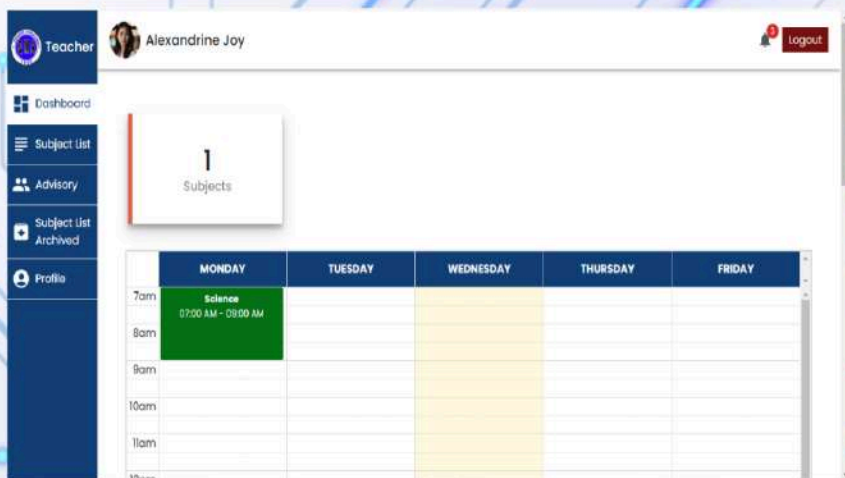 Teacher
Alexandrine Joy
3
Logout
Dashboard
Subject List
Advisory
Subject List
Archived
Profile
1
Subjects
MONDAY TUESDAY WEDNESDAY THURSDAY FRIDAY
7am
Science
07:00 AM - 09:00 AM
8am
9am
10am
11am